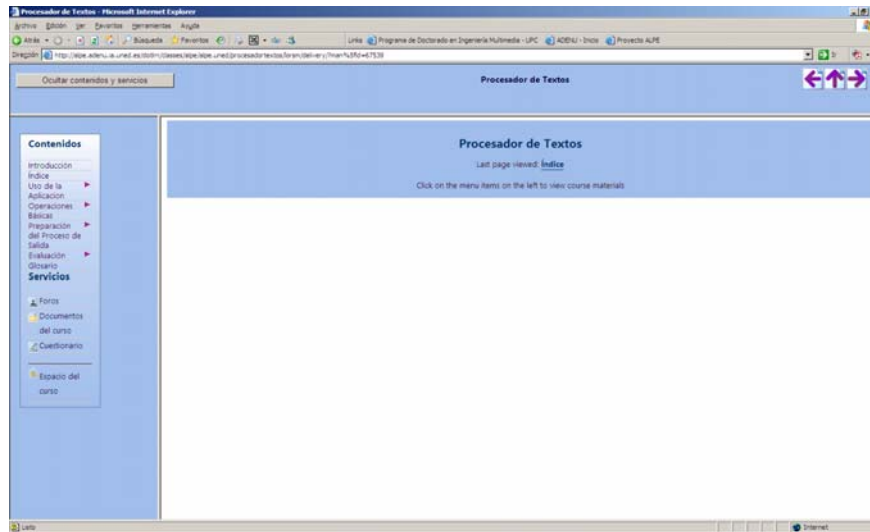 Procesador de Textos - Microsoft Internet Explorer
Archivo Edición Ver Favoritos Herramientas Ayuda
Atrás Búsqueda Favoritos Links Programa de Doctorado en Ingeniería Multimedia - UPC ADENU - Inicio Proyecto ALPE
Dirección
Ocultar contenidos y servicios
Procesador de Textos
Contenidos
Introducción
Índice
Uso de la
Aplicacion
Operaciones
Básicas
Preparación
del Proceso de
Salida
Evaluación
Glosario
Servicios
Foros
Documentos
del curso
Cuestionario
Espacio del
curso
Procesador de Textos
Last page viewed: Índice
Click on the menu items on the left to view course materials
Listo
Internet